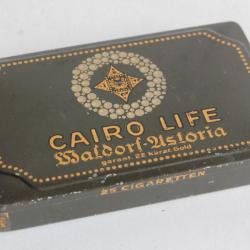 CAIRO LIFE
Waldorf-Astoria
garant. 22 karat. Gold
25 CIGARETTEN